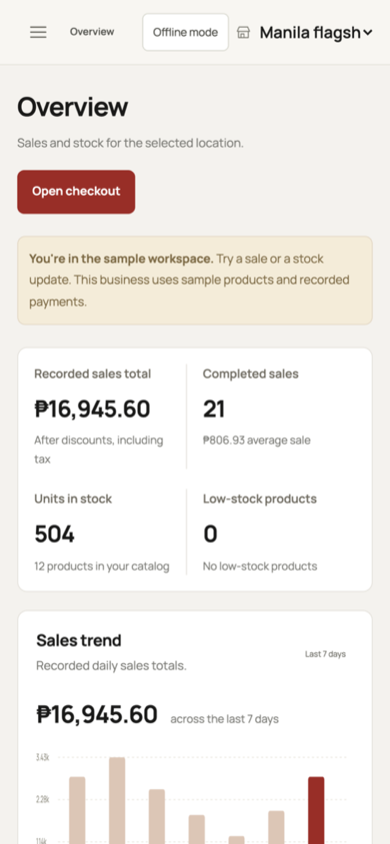 Overview
Offline mode
Manila flagsh
Overview
Sales and stock for the selected location.
Open checkout
You're in the sample workspace. Try a sale or a stock
update. This business uses sample products and recorded
payments.
Recorded sales total
₱16,945.60
After discounts, including
tax
Completed sales
21
₱806.93 average sale
Units in stock
504
12 products in your catalog
Low-stock products
0
No low-stock products
Sales trend
Recorded daily sales totals.
Last 7 days
₱16,945.60 across the last 7 days
3.43k
2.28k
1.14k